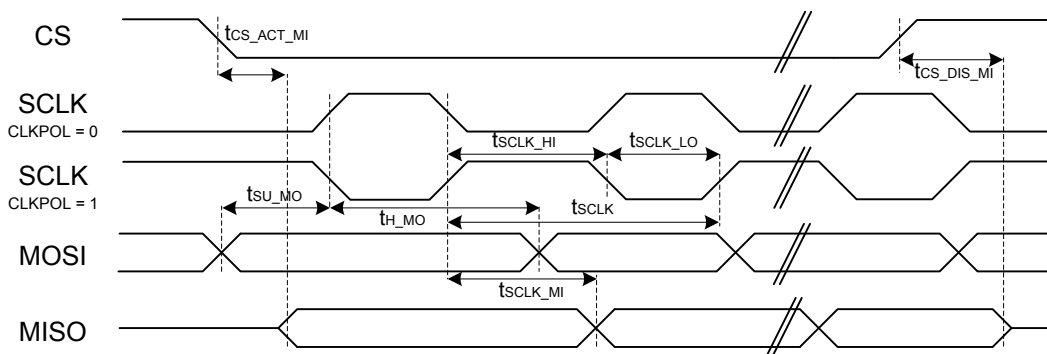 CS
tCS_ACT_MI
tCS_DIS_MI
SCLK
CLKPOL = 0
tSCLK_HI
tSCLK_LO
SCLK
CLKPOL = 1
tSU_MO
tH_MO
tSCLK
MOSI
tSCLK_MI
MISO